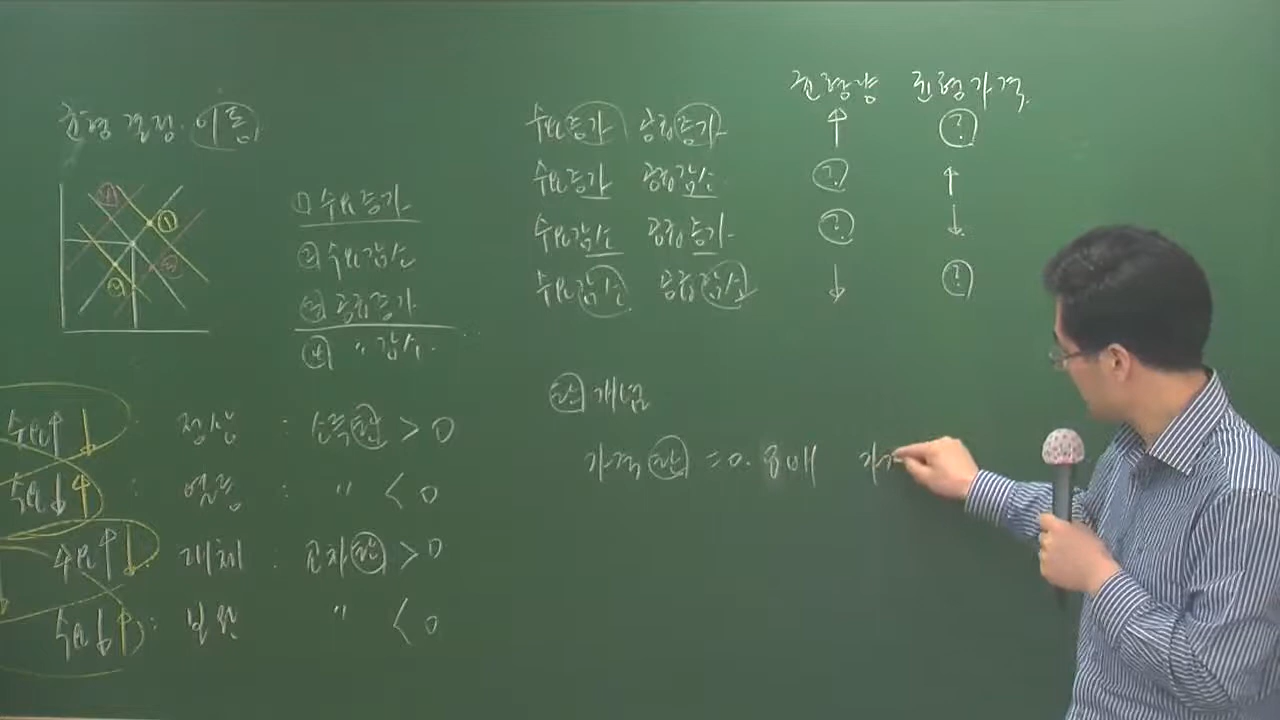 균형 결정. 이동
① 수요증가
② 수요감소
③ 공급증가
④ 〃 감소.
① ② ③ ④
수요↑ ↓ 정상 : 소득탄 > 0
수요↓ ↑ : 열등 : 〃 < 0
수요↑ ↓ 대체 : 교차탄 > 0
수요↓ ↑ : 보완 〃 < 0
균형량 균형가격
수요증가 공급증가 ↑ ?
수요증가 공급감소 ? ↑
수요감소 공급증가 ? ↓
수요감소 공급감소 ↓ ?
탄 개념
가격탄 = 0.8에